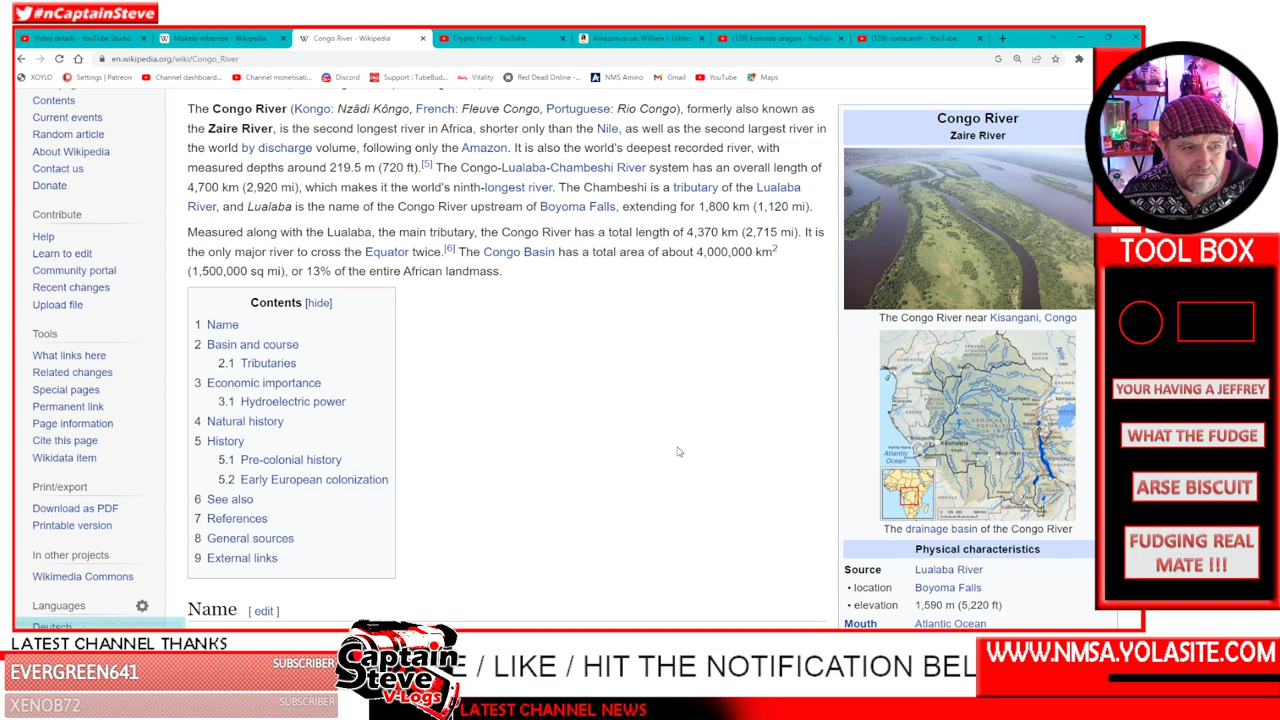 #nCaptainSteve
Video details - YouTube Studio
Mokele-mbembe - Wikipedia
Congo River - Wikipedia
Crypto Hunt - YouTube
Amazon.co.uk: William J. Gibbo
(128) komodo dragon - YouTub
(128) coelacanth - YouTube
en.wikipedia.org/wiki/Congo_River
XOYLO
Settings | Patreon
Channel dashboard...
Channel monetisati...
Discord
Support : TubeBud...
Vitality
Red Dead Online -...
NMS Amino
Gmail
YouTube
Maps
Contents
Current events
Random article
About Wikipedia
Contact us
Donate
Contribute
Help
Learn to edit
Community portal
Recent changes
Upload file
Tools
What links here
Related changes
Special pages
Permanent link
Page information
Cite this page
Wikidata item
Print/export
Download as PDF
Printable version
In other projects
Wikimedia Commons
Languages
Deutsch
The Congo River (Kongo: Nzâdi Kôngo, French: Fleuve Congo, Portuguese: Rio Congo), formerly also known as
the Zaire River, is the second longest river in Africa, shorter only than the Nile, as well as the second largest river in
the world by discharge volume, following only the Amazon. It is also the world's deepest recorded river, with
measured depths around 219.5 m (720 ft).[5] The Congo-Lualaba-Chambeshi River system has an overall length of
4,700 km (2,920 mi), which makes it the world's ninth-longest river. The Chambeshi is a tributary of the Lualaba
River, and Lualaba is the name of the Congo River upstream of Boyoma Falls, extending for 1,800 km (1,120 mi).
Measured along with the Lualaba, the main tributary, the Congo River has a total length of 4,370 km (2,715 mi). It is
the only major river to cross the Equator twice.[6] The Congo Basin has a total area of about 4,000,000 km2
(1,500,000 sq mi), or 13% of the entire African landmass.
Contents [hide]
1 Name
2 Basin and course
2.1 Tributaries
3 Economic importance
3.1 Hydroelectric power
4 Natural history
5 History
5.1 Pre-colonial history
5.2 Early European colonization
6 See also
7 References
8 General sources
9 External links
Name [ edit ]
Congo River
Zaire River
The Congo River near Kisangani, Congo
Atlantic
Ocean
The drainage basin of the Congo River
Physical characteristics
Source Lualaba River
• location Boyoma Falls
• elevation 1,590 m (5,220 ft)
Mouth Atlantic Ocean
TOOL BOX
YOUR HAVING A JEFFREY
WHAT THE FUDGE
ARSE BISCUIT
FUDGING REAL
MATE !!!
LATEST CHANNEL THANKS
EVERGREEN641 SUBSCRIBER
XENOB72 SUBSCRIBER
Captain
Steve
V-Logs
E / LIKE / HIT THE NOTIFICATION BEL
WWW.NMSA.YOLASITE.COM
LATEST CHANNEL NEWS